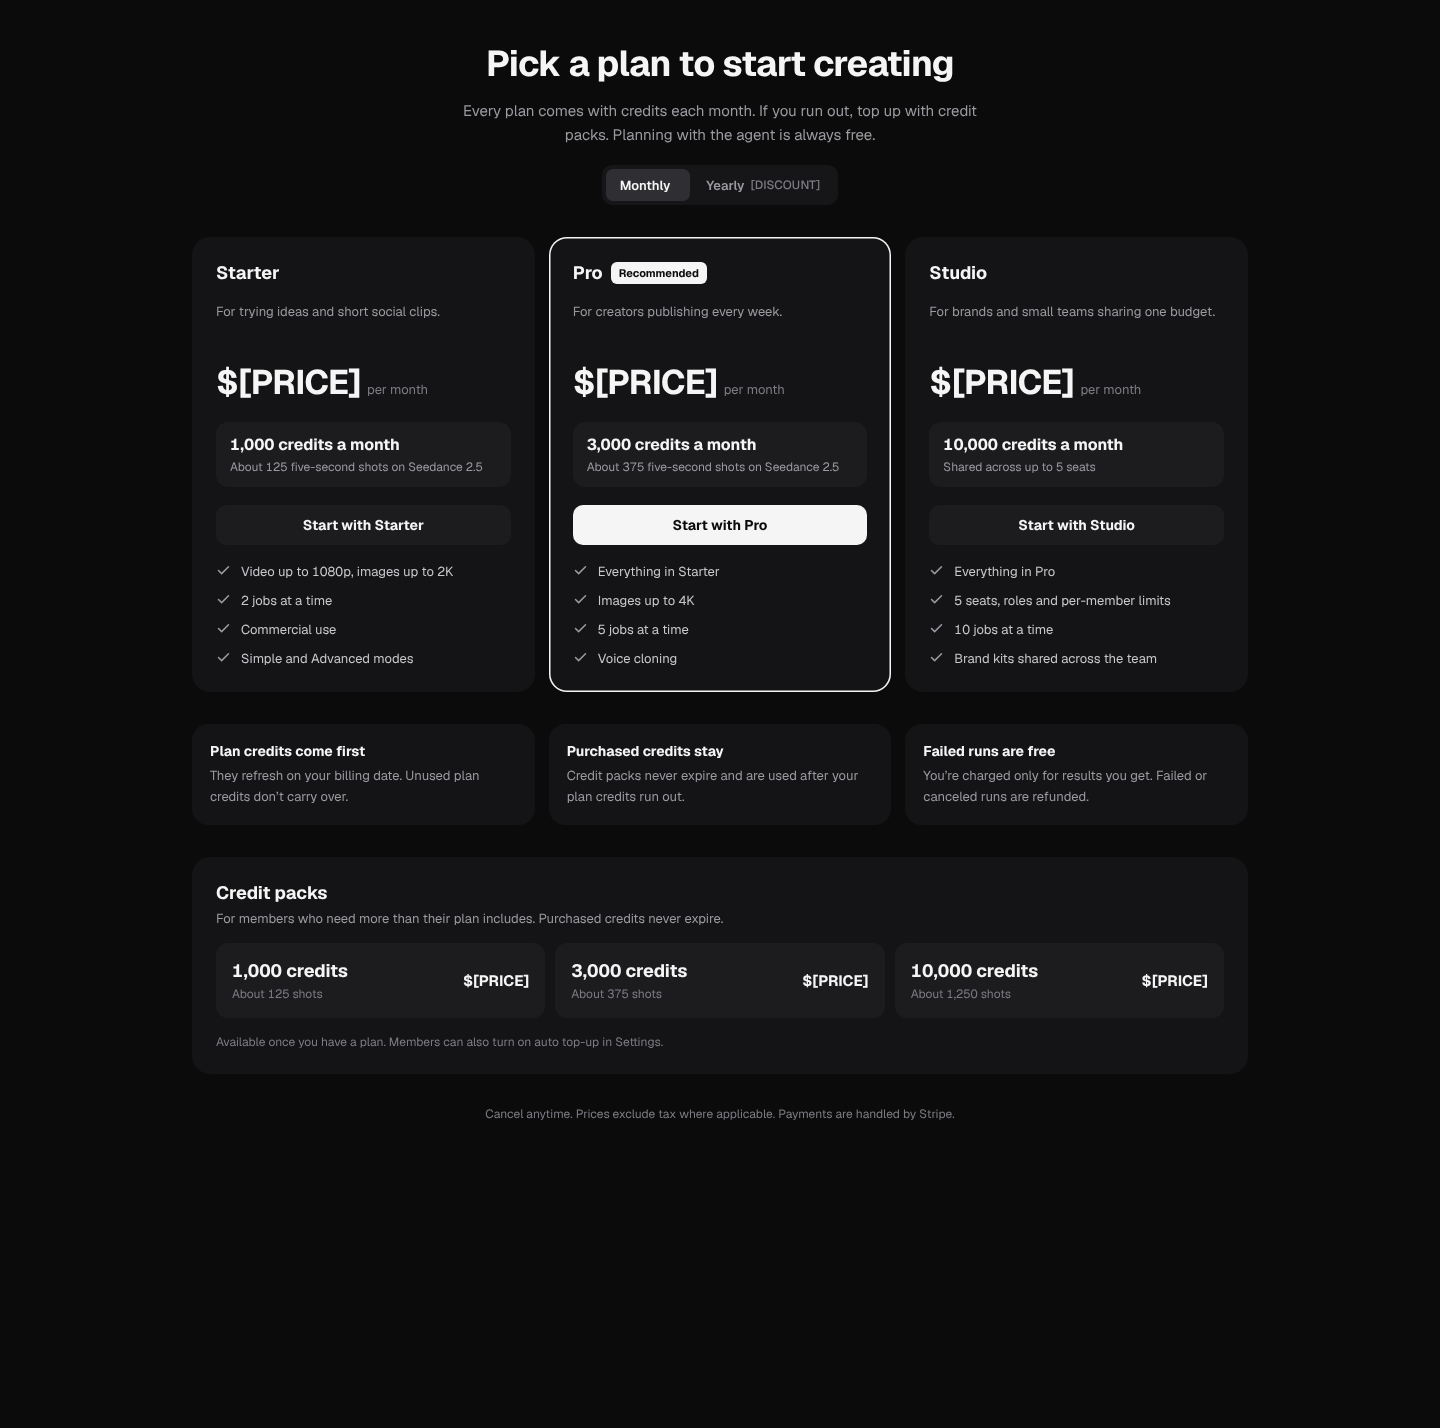 Pick a plan to start creating
Every plan comes with credits each month. If you run out, top up with credit
packs. Planning with the agent is always free.
Monthly
Yearly [DISCOUNT]
Starter
For trying ideas and short social clips.
$[PRICE] per month
1,000 credits a month
About 125 five-second shots on Seedance 2.5
Start with Starter
Video up to 1080p, images up to 2K
2 jobs at a time
Commercial use
Simple and Advanced modes
Pro Recommended
For creators publishing every week.
$[PRICE] per month
3,000 credits a month
About 375 five-second shots on Seedance 2.5
Start with Pro
Everything in Starter
Images up to 4K
5 jobs at a time
Voice cloning
Studio
For brands and small teams sharing one budget.
$[PRICE] per month
10,000 credits a month
Shared across up to 5 seats
Start with Studio
Everything in Pro
5 seats, roles and per-member limits
10 jobs at a time
Brand kits shared across the team
Plan credits come first
They refresh on your billing date. Unused plan
credits don't carry over.
Purchased credits stay
Credit packs never expire and are used after your
plan credits run out.
Failed runs are free
You're charged only for results you get. Failed or
canceled runs are refunded.
Credit packs
For members who need more than their plan includes. Purchased credits never expire.
1,000 credits
About 125 shots
$[PRICE]
3,000 credits
About 375 shots
$[PRICE]
10,000 credits
About 1,250 shots
$[PRICE]
Available once you have a plan. Members can also turn on auto top-up in Settings.
Cancel anytime. Prices exclude tax where applicable. Payments are handled by Stripe.